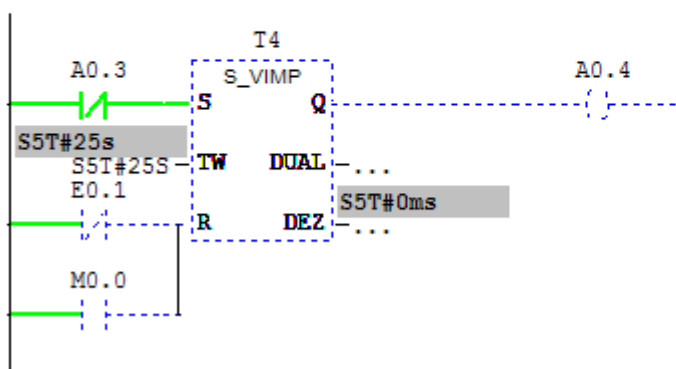 T4
A0.3
S_VIMP
A0.4
S
Q
S5T#25s
S5T#25S
TW
DUAL
...
E0.1
S5T#0ms
R
DEZ
...
M0.0